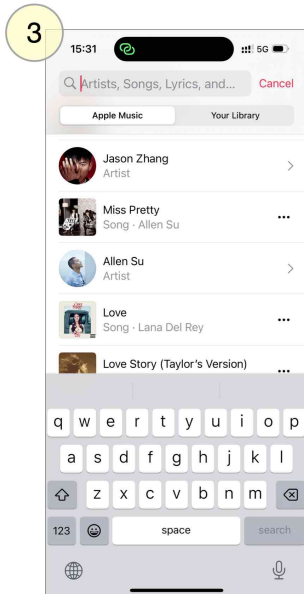 3
15:31 5G
Artists, Songs, Lyrics, and... Cancel
Apple Music Your Library
Jason Zhang
Artist
Miss Pretty
Song · Allen Su
Allen Su
Artist
Love
Song · Lana Del Rey
Love Story (Taylor's Version)
q w e r t y u i o p
a s d f g h j k l
z x c v b n m
123 space search